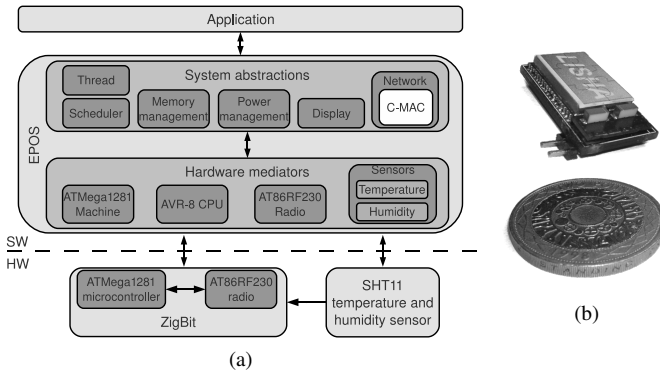 Application
EPOS
System abstractions
Thread
Scheduler
Memory
management
Power
management
Display
Network
C-MAC
Hardware mediators
ATMega1281
Machine
AVR-8 CPU
AT86RF230
Radio
Sensors
Temperature
Humidity
SW
HW
ATMega1281
microcontroller
AT86RF230
radio
ZigBit
SHT11
temperature and
humidity sensor
(a)
LISHA
(b)